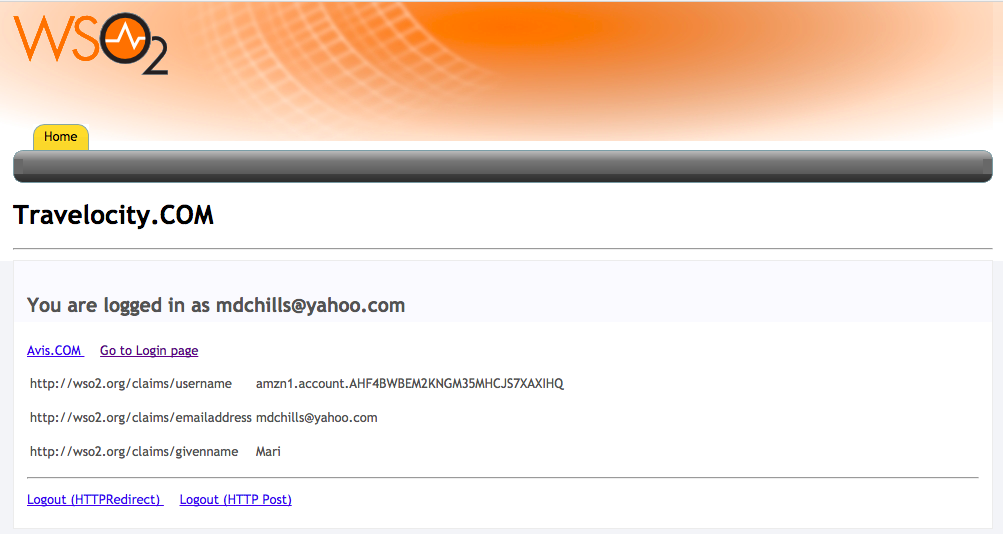 WSO2
Home
Travelocity.COM
You are logged in as mdchills@yahoo.com
Avis.COM Go to Login page
http://wso2.org/claims/username amzn1.account.AHF4BWBEM2KNGM35MHCJS7XAXIHQ
http://wso2.org/claims/emailaddress mdchills@yahoo.com
http://wso2.org/claims/givenname Mari
Logout (HTTPRedirect) Logout (HTTP Post)